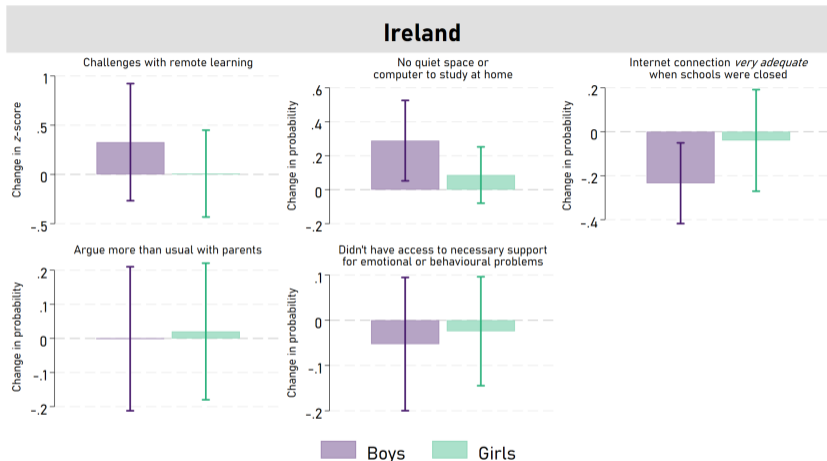 Ireland
Challenges with remote learning
Change in z-score
1
.5
0
-.5
No quiet space or
computer to study at home
Change in probability
.6
.4
.2
0
-.2
Internet connection very adequate
when schools were closed
Change in probability
.2
0
-.2
-.4
Argue more than usual with parents
Change in probability
.2
.1
0
-.1
-.2
Didn't have access to necessary support
for emotional or behavioural problems
Change in probability
.1
0
-.1
-.2
Boys
Girls